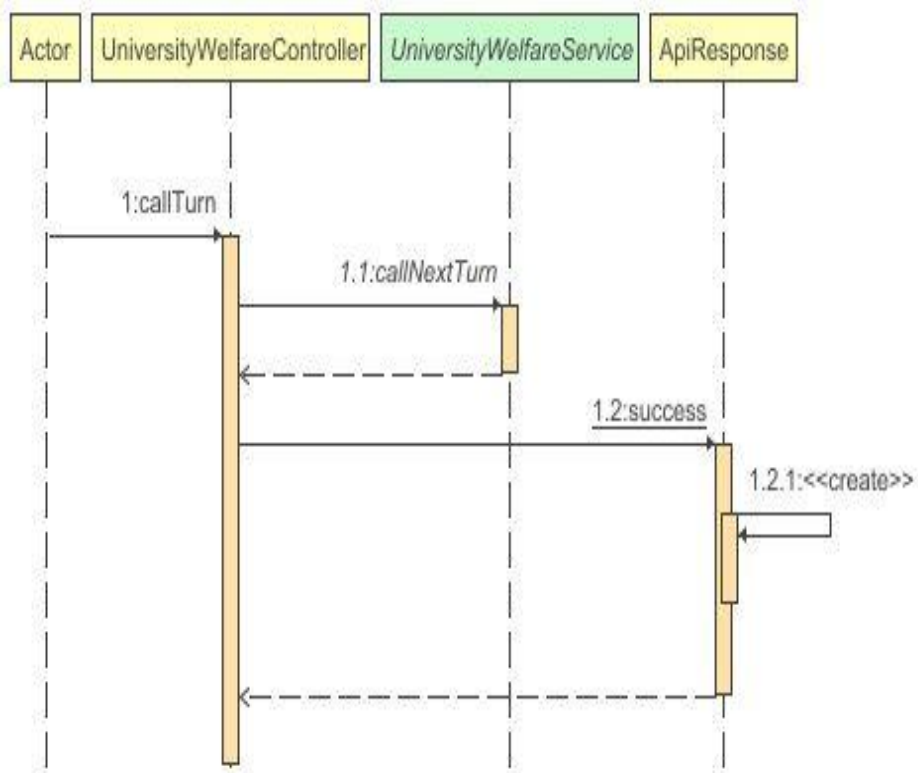 Actor
UniversityWelfareController
UniversityWelfareService
ApiResponse
1:callTurn
1.1:callNextTurn
1.2:success
1.2.1:<<create>>